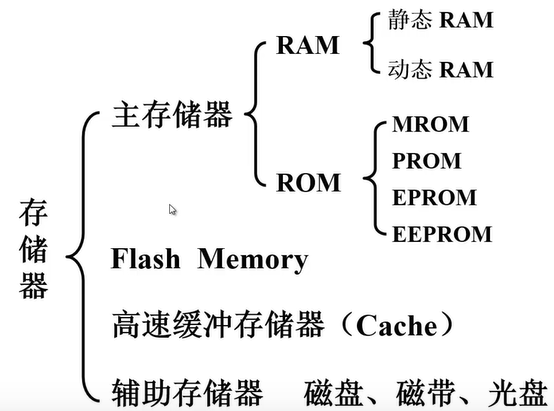 存储器
主存储器
RAM
静态 RAM
动态 RAM
ROM
MROM
PROM
EPROM
EEPROM
Flash Memory
高速缓冲存储器（Cache）
辅助存储器 磁盘、磁带、光盘